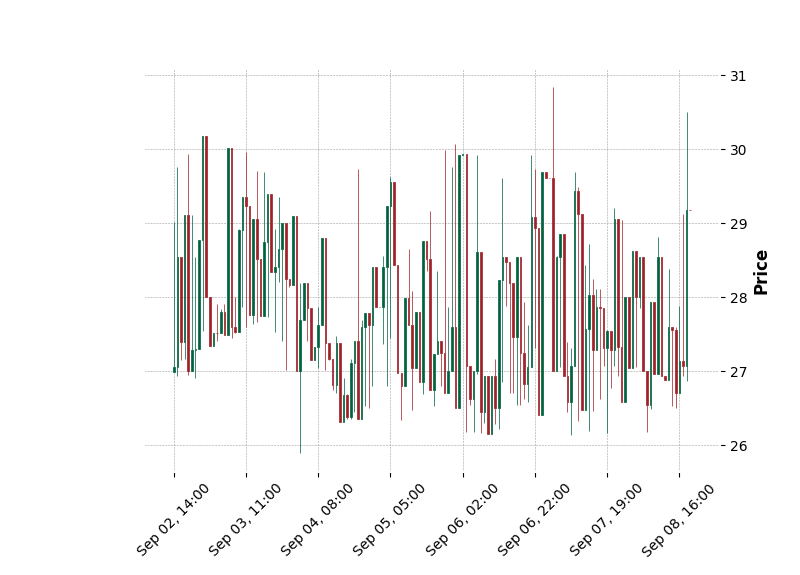 31
30
29
28
27
26
Price
Sep 02, 14:00
Sep 03, 11:00
Sep 04, 08:00
Sep 05, 05:00
Sep 06, 02:00
Sep 06, 22:00
Sep 07, 19:00
Sep 08, 16:00